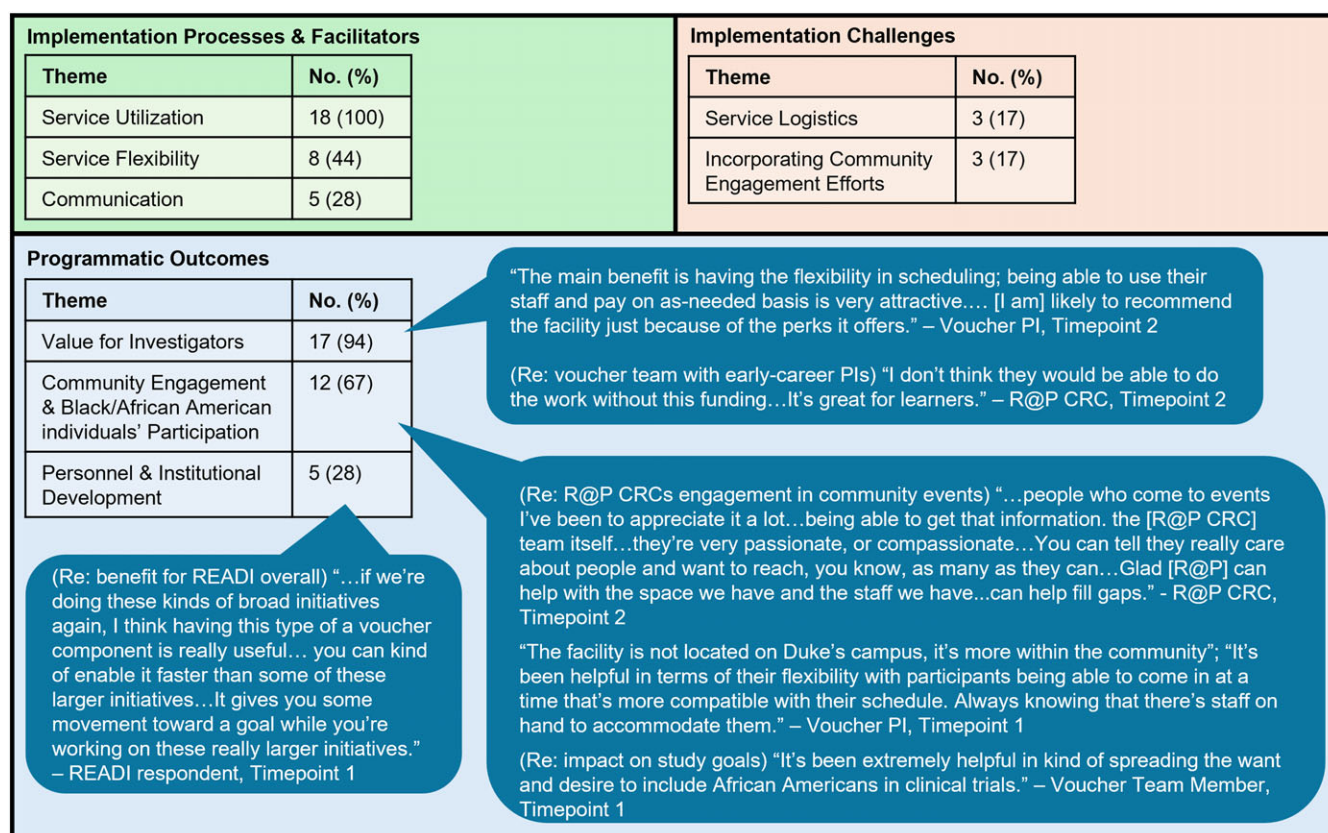 Implementation Processes & Facilitators
Theme No. (%)
Service Utilization 18 (100)
Service Flexibility 8 (44)
Communication 5 (28)
Implementation Challenges
Theme No. (%)
Service Logistics 3 (17)
Incorporating Community 3 (17)
Engagement Efforts
Programmatic Outcomes
Theme No. (%)
Value for Investigators 17 (94)
Community Engagement 12 (67)
& Black/African American
individuals’ Participation
Personnel & Institutional 5 (28)
Development
“The main benefit is having the flexibility in scheduling; being able to use their
staff and pay on as-needed basis is very attractive…. [I am] likely to recommend
the facility just because of the perks it offers.” – Voucher PI, Timepoint 2
(Re: voucher team with early-career PIs) “I don’t think they would be able to do
the work without this funding…It’s great for learners.” – R@P CRC, Timepoint 2
(Re: R@P CRCs engagement in community events) “…people who come to events
I’ve been to appreciate it a lot…being able to get that information. the [R@P CRC]
team itself…they’re very passionate, or compassionate…You can tell they really care
about people and want to reach, you know, as many as they can…Glad [R@P] can
help with the space we have and the staff we have...can help fill gaps.” - R@P CRC,
Timepoint 2
“The facility is not located on Duke’s campus, it’s more within the community”; “It’s
been helpful in terms of their flexibility with participants being able to come in at a
time that’s more compatible with their schedule. Always knowing that there’s staff on
hand to accommodate them.” – Voucher PI, Timepoint 1
(Re: impact on study goals) “It’s been extremely helpful in kind of spreading the want
and desire to include African Americans in clinical trials.” – Voucher Team Member,
Timepoint 1
(Re: benefit for READI overall) “…if we’re
doing these kinds of broad initiatives
again, I think having this type of a voucher
component is really useful… you can kind
of enable it faster than some of these
larger initiatives…It gives you some
movement toward a goal while you’re
working on these really larger initiatives.”
– READI respondent, Timepoint 1